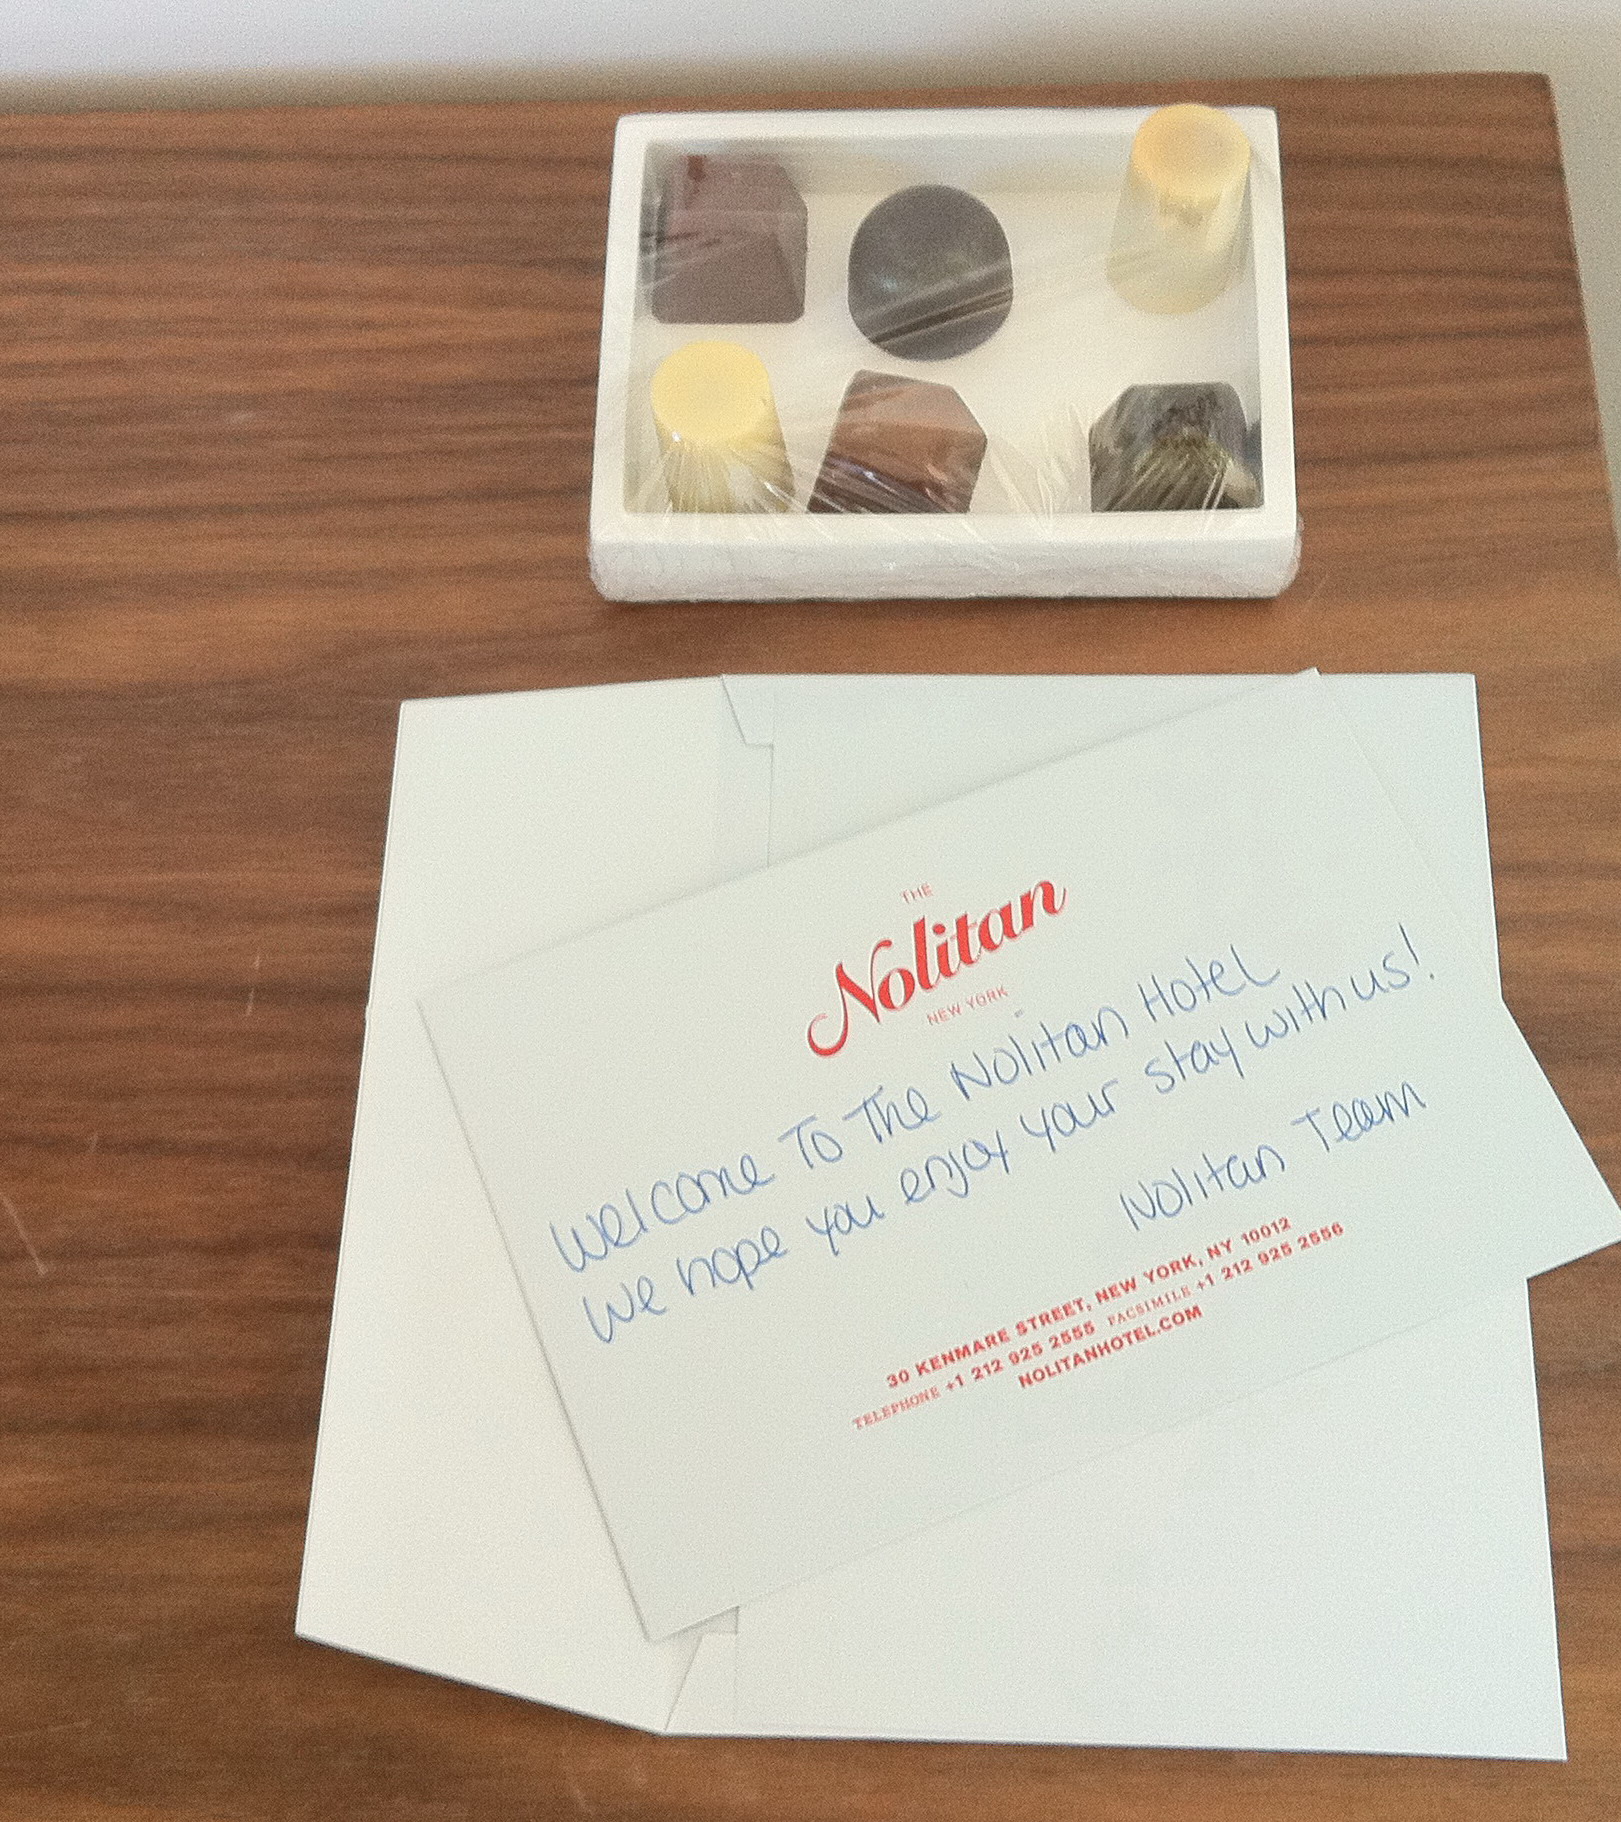 THE
Nolitan
NEW YORK
Welcome To The Nolitan Hotel
We hope you enjoy your stay with us!
Nolitan Team
30 KENMARE STREET, NEW YORK, NY 10012
TELEPHONE +1 212 925 2555 FACSIMILE +1 212 925 2556
NOLITANHOTEL.COM